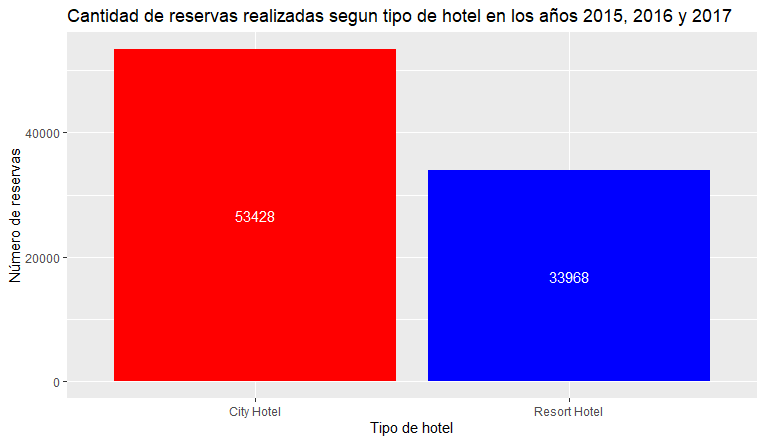 Cantidad de reservas realizadas segun tipo de hotel en los años 2015, 2016 y 2017
Número de reservas
40000
20000
0
53428
33968
City Hotel
Resort Hotel
Tipo de hotel